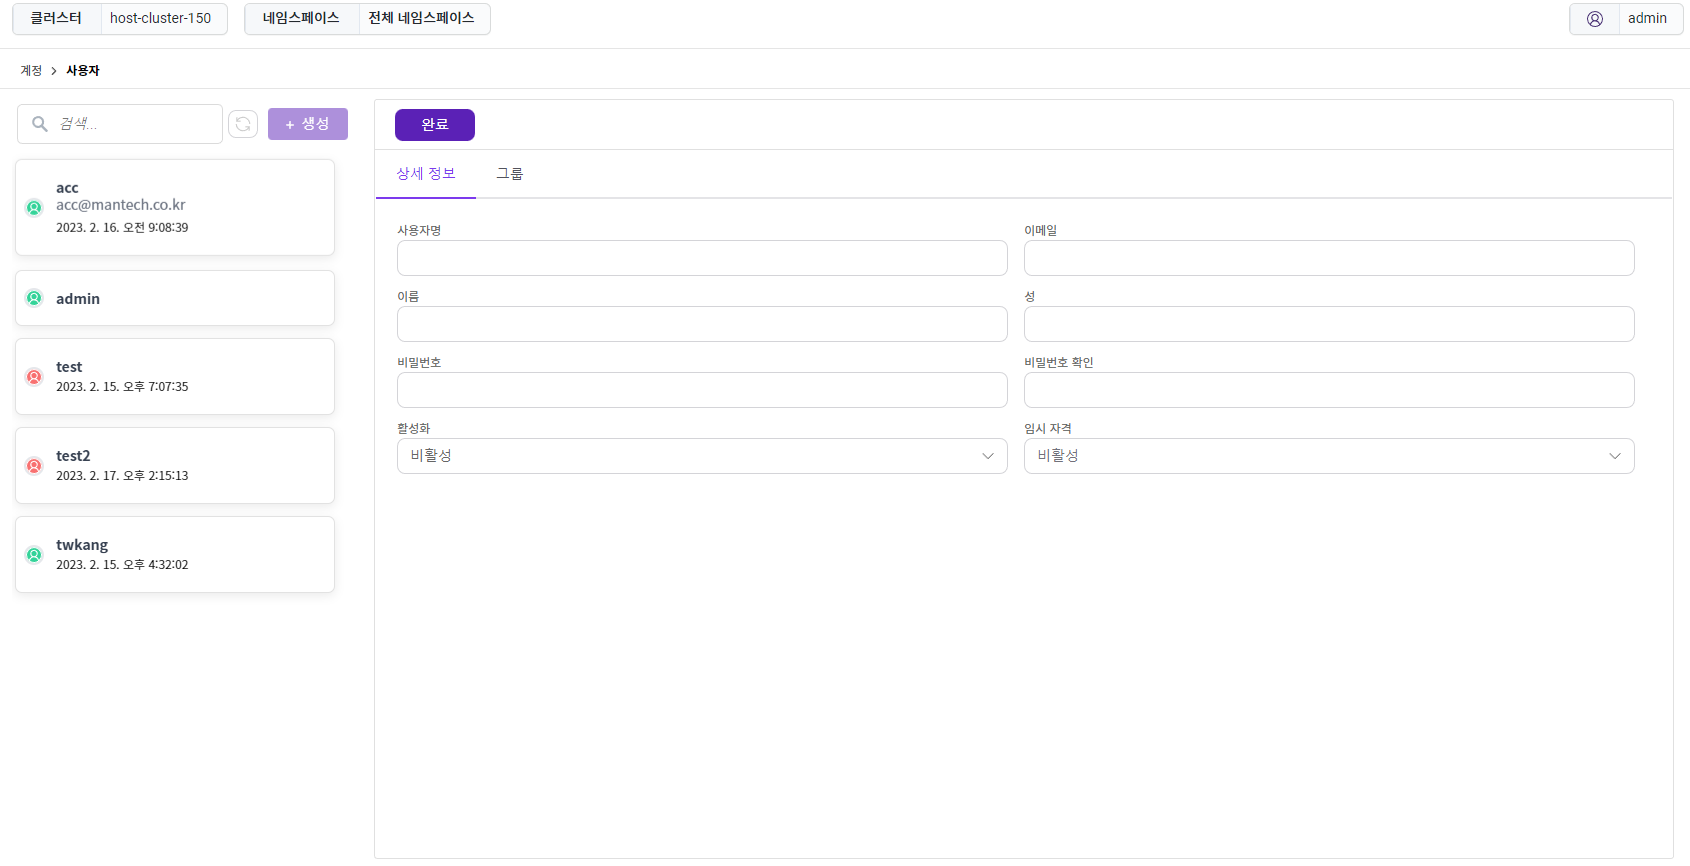 클러스터 host-cluster-150 네임스페이스 전체 네임스페이스 admin
계정 > 사용자
검색...
+ 생성
acc
acc@mantech.co.kr
2023. 2. 16. 오전 9:08:39
admin
test
2023. 2. 15. 오후 7:07:35
test2
2023. 2. 17. 오후 2:15:13
twkang
2023. 2. 15. 오후 4:32:02
완료
상세 정보 그룹
사용자명 이메일
이름 성
비밀번호 비밀번호 확인
활성화 임시 자격
비활성 비활성